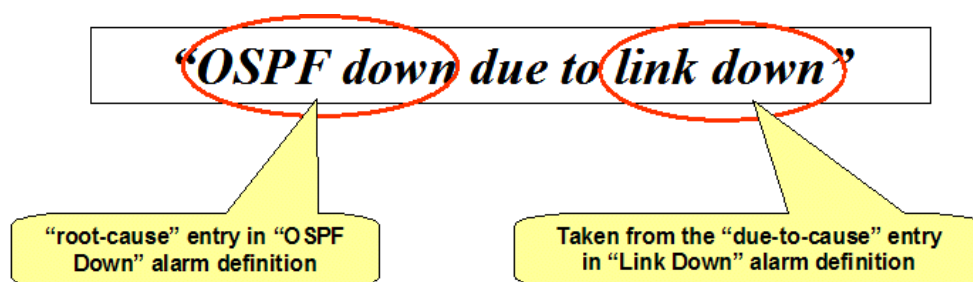 “OSPF down due to link down”
“root-cause” entry in “OSPF
Down” alarm definition
Taken from the “due-to-cause” entry
in “Link Down” alarm definition